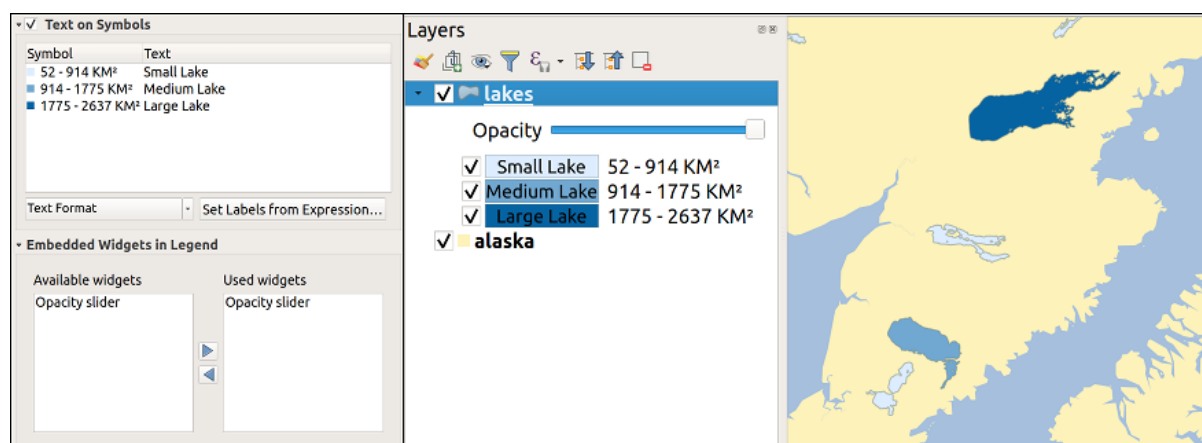 Text on Symbols
Symbol Text
52 - 914 KM² Small Lake
914 - 1775 KM² Medium Lake
1775 - 2637 KM² Large Lake
Text Format Set Labels from Expression...
Embedded Widgets in Legend
Available widgets Used widgets
Opacity slider Opacity slider
Layers
ε
lakes
Opacity
Small Lake 52 - 914 KM²
Medium Lake 914 - 1775 KM²
Large Lake 1775 - 2637 KM²
alaska